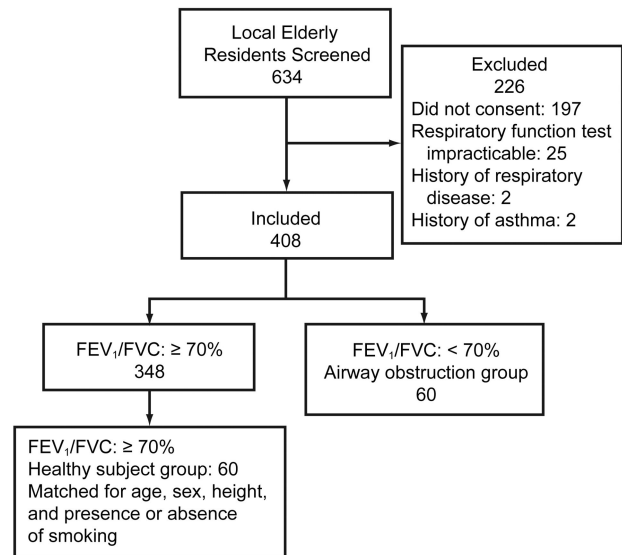 Local Elderly
Residents Screened
634
Excluded
226
Did not consent: 197
Respiratory function test
impracticable: 25
History of respiratory
disease: 2
History of asthma: 2
Included
408
FEV₁/FVC: ≥ 70%
348
FEV₁/FVC: < 70%
Airway obstruction group
60
FEV₁/FVC: ≥ 70%
Healthy subject group: 60
Matched for age, sex, height,
and presence or absence
of smoking